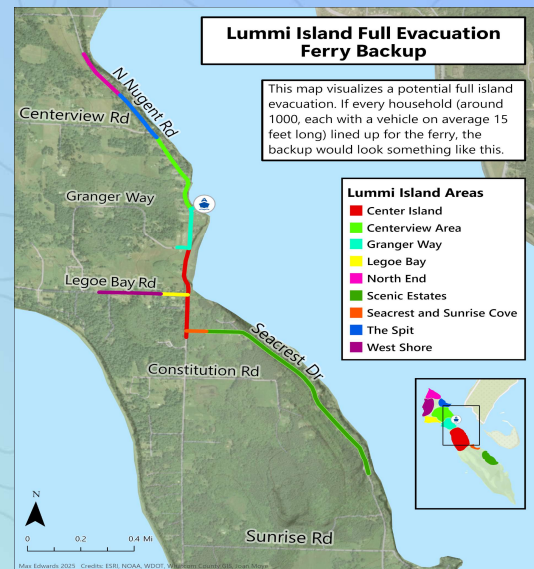 Lummi Island Full Evacuation
Ferry Backup
This map visualizes a potential full island
evacuation. If every household (around
1000, each with a vehicle on average 15
feet long) lined up for the ferry, the
backup would look something like this.
N Nugent Rd
Centerview Rd
Granger Way
Legoe Bay Rd
Seacrest Dr
Constitution Rd
Sunrise Rd
Lummi Island Areas
Center Island
Centerview Area
Granger Way
Legoe Bay
North End
Scenic Estates
Seacrest and Sunrise Cove
The Spit
West Shore
N
0 0.2 0.4 Mi
Max Edwards 2025 Credits: ESRI, NOAA, WDOT, Whatcom County GIS, Joan Moye